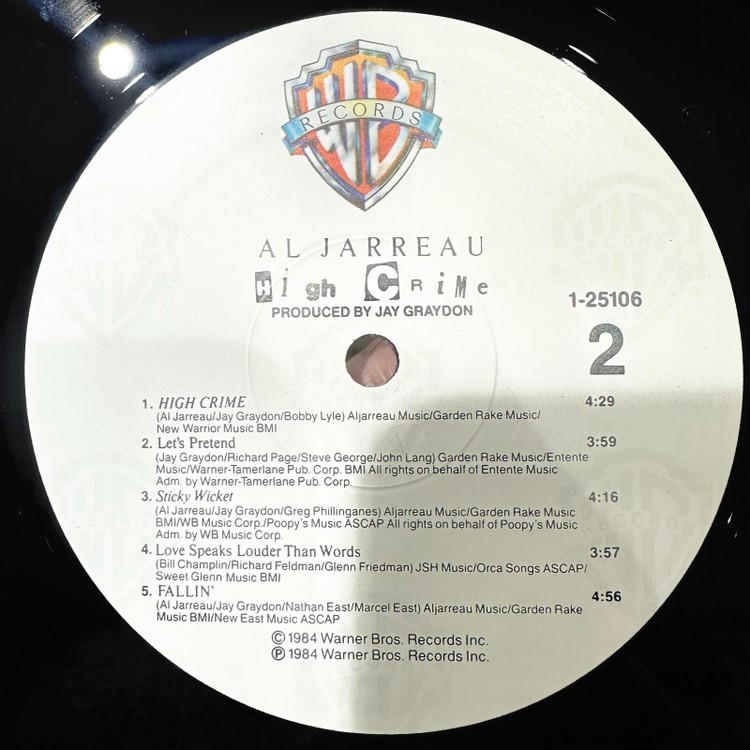 WB
RECORDS
AL JARREAU
High CRiMe
PRODUCED BY JAY GRAYDON
1-25106
2
1. HIGH CRIME 4:29
(Al Jarreau/Jay Graydon/Bobby Lyle) Aljarreau Music/Garden Rake Music/
New Warrior Music BMI
2. Let's Pretend 3:59
(Jay Graydon/Richard Page/Steve George/John Lang) Garden Rake Music/Entente
Music/Warner-Tamerlane Pub. Corp. BMI All rights on behalf of Entente Music
Adm. by Warner-Tamerlane Pub. Corp.
3. Sticky Wicket 4:16
(Al Jarreau/Jay Graydon/Greg Phillinganes) Aljarreau Music/Garden Rake Music
BMI/WB Music Corp./Poopy's Music ASCAP All rights on behalf of Poopy's Music
Adm. by WB Music Corp.
4. Love Speaks Louder Than Words 3:57
(Bill Champlin/Richard Feldman/Glenn Friedman) JSH Music/Orca Songs ASCAP/
Sweet Glenn Music BMI
5. FALLIN' 4:56
(Al Jarreau/Jay Graydon/Nathan East/Marcel East) Aljarreau Music/Garden Rake
Music BMI/New East Music ASCAP
© 1984 Warner Bros. Records Inc.
℗ 1984 Warner Bros. Records Inc.